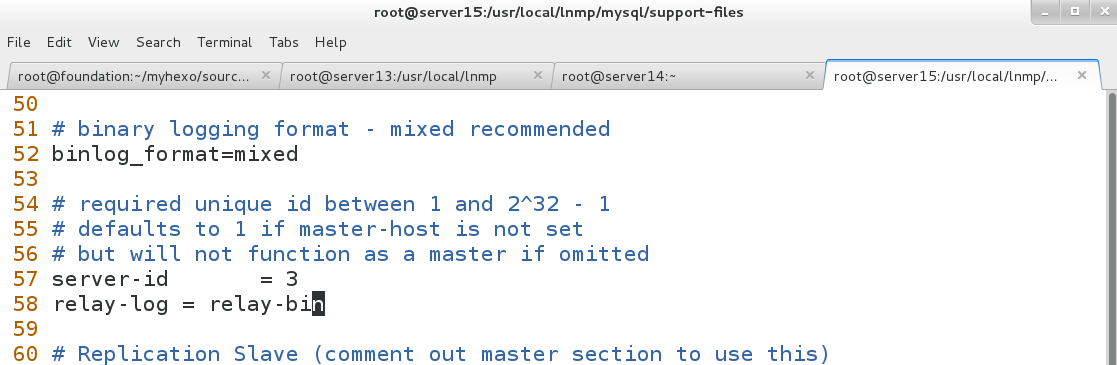 root@server15:/usr/local/lnmp/mysql/support-files
File Edit View Search Terminal Tabs Help
root@foundation:~/myhexo/sourc... root@server13:/usr/local/lnmp root@server14:~ root@server15:/usr/local/lnmp/...
50
51 # binary logging format - mixed recommended
52 binlog_format=mixed
53
54 # required unique id between 1 and 2^32 - 1
55 # defaults to 1 if master-host is not set
56 # but will not function as a master if omitted
57 server-id       = 3
58 relay-log = relay-bin
59
60 # Replication Slave (comment out master section to use this)